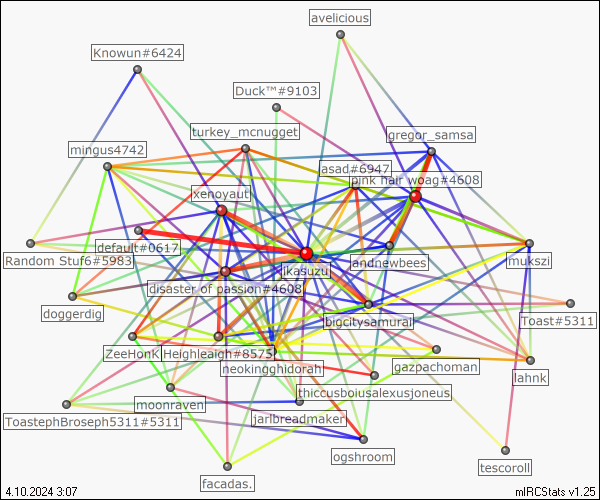 avelicious
Knowun#6424
Duck™#9103
turkey_mcnugget
gregor_samsa
mingus4742
asad#6947
pink hair woag#4608
xenoyaut
default#0617
Random Stuf6#5983
ikasuzu
landnewbees
mukszi
disaster of passion#4608
doggerdig
bigcitysamurai
Toast#5311
ZeeHonK
Heighleagh#8575
neokingghidorah
gazpachoman
lahnk
thiccusboiusalexusjoneus
moonraven
ToastephBroseph5311#5311
jarlbreadmaker
ogshroom
tescoroll
facadas.
4.10.2024 3:07
mIRCStats v1.25